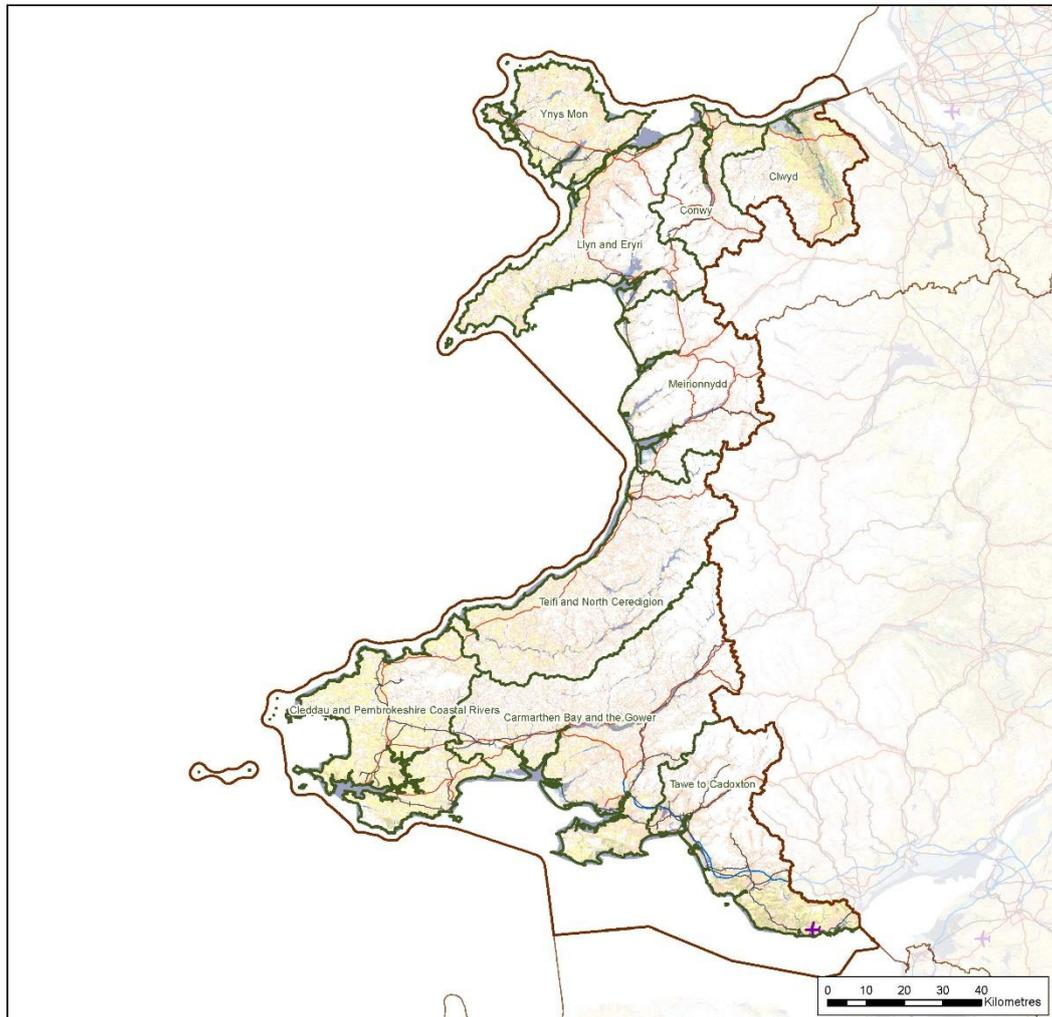 Ynys Mon
Clwyd
Conwy
Llyn and Eryri
Meirionnydd
Teifi and North Ceredigion
Cleddau and Pembrokeshire Coastal Rivers
Carmarthen Bay and the Gower
Tawe to Cadoxton
0 10 20 30 40
Kilometres